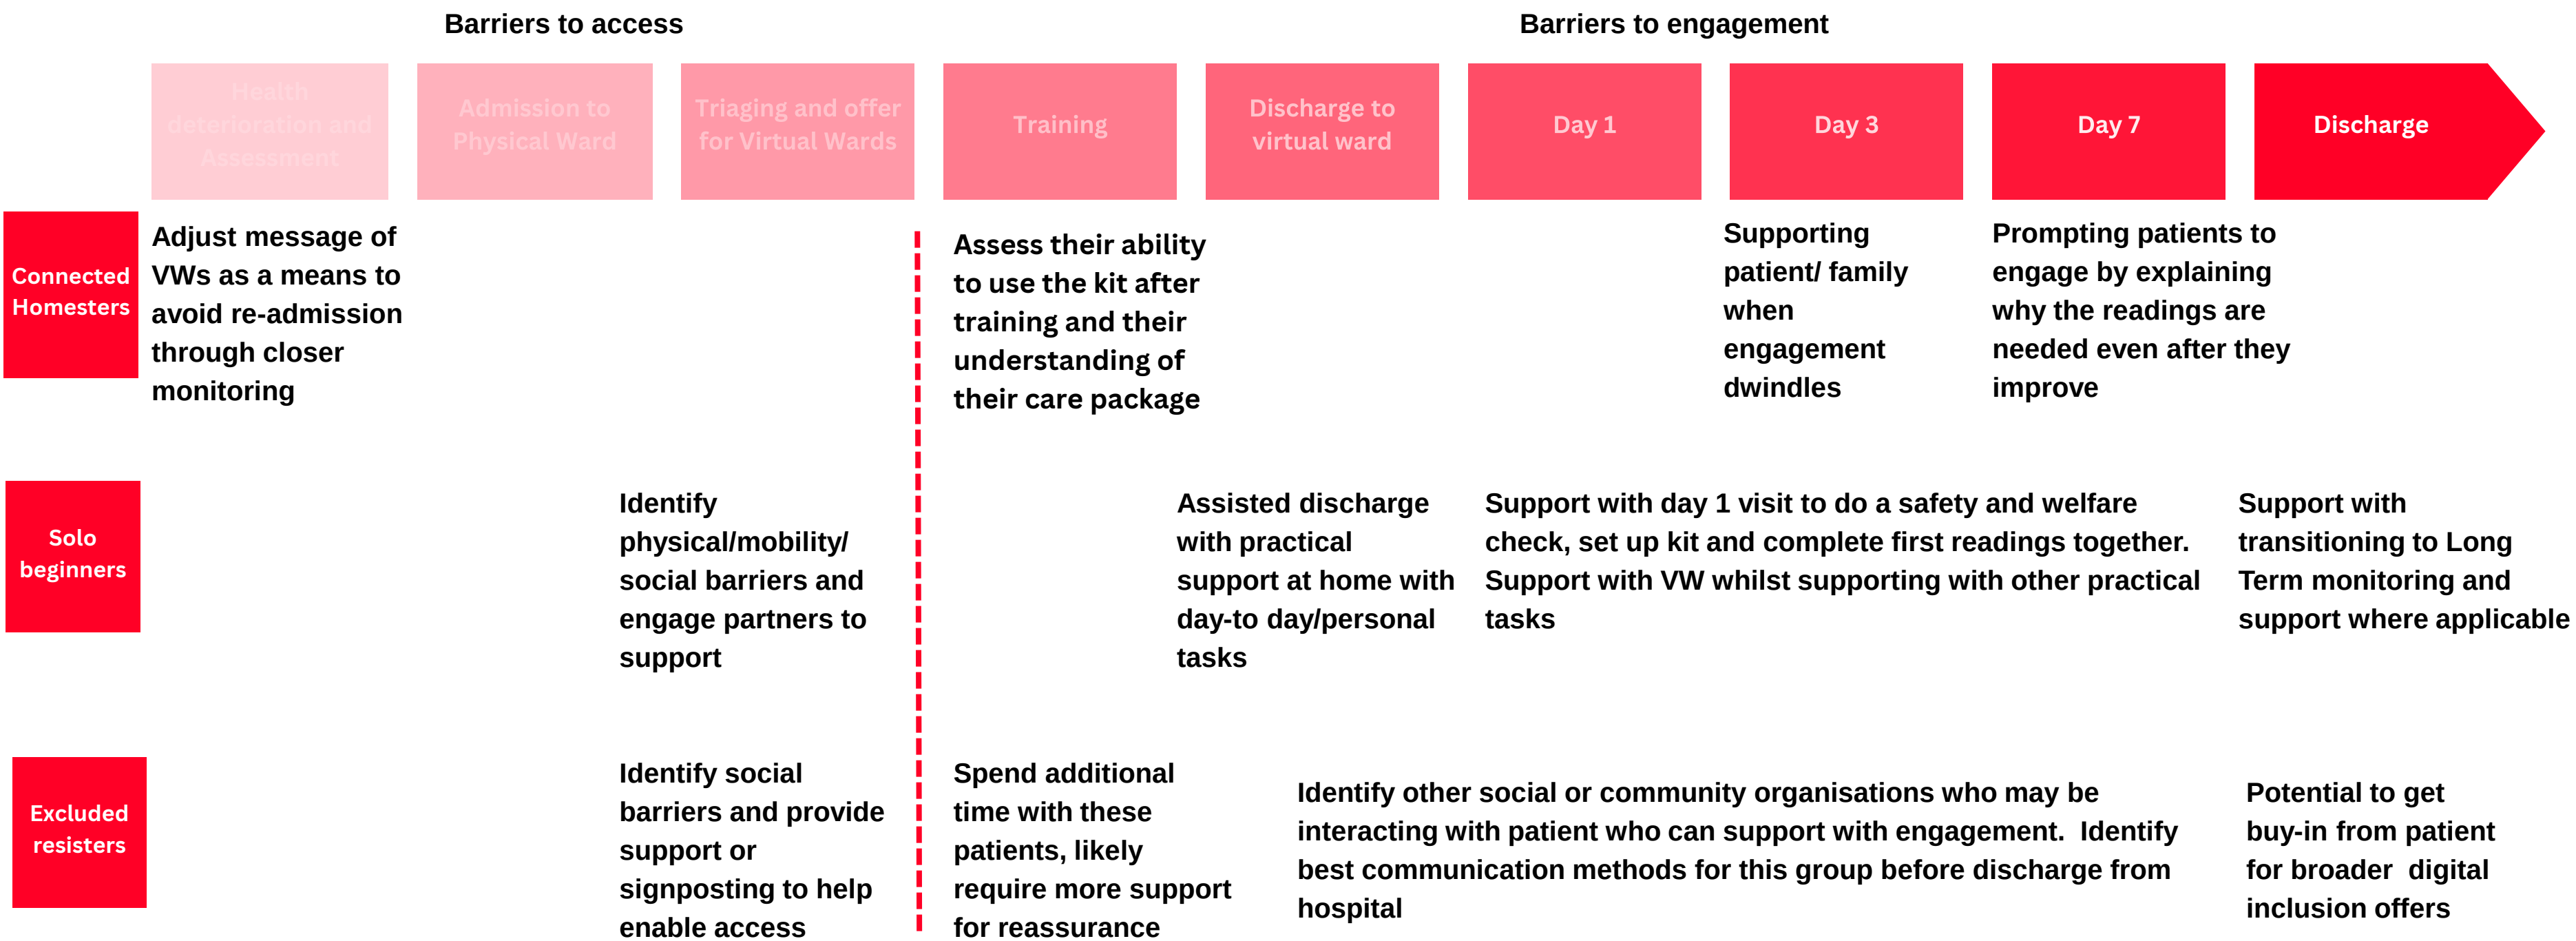 Barriers to access
Barriers to engagement
Health
deterioration and
Assessment
Admission to
Physical Ward
Triaging and offer
for Virtual Wards
Training
Discharge to
virtual ward
Day 1
Day 3
Day 7
Discharge
Connected
Homesters
Adjust message of
VWs as a means to
avoid re-admission
through closer
monitoring
Assess their ability
to use the kit after
training and their
understanding of
their care package
Supporting
patient/ family
when
engagement
dwindles
Prompting patients to
engage by explaining
why the readings are
needed even after they
improve
Solo
beginners
Identify
physical/mobility/
social barriers and
engage partners to
support
Assisted discharge
with practical
support at home with
day-to day/personal
tasks
Support with day 1 visit to do a safety and welfare
check, set up kit and complete first readings together.
Support with VW whilst supporting with other practical
tasks
Support with
transitioning to Long
Term monitoring and
support where applicable
Excluded
resisters
Identify social
barriers and provide
support or
signposting to help
enable access
Spend additional
time with these
patients, likely
require more support
for reassurance
Identify other social or community organisations who may be
interacting with patient who can support with engagement.  Identify
best communication methods for this group before discharge from
hospital
Potential to get
buy-in from patient
for broader  digital
inclusion offers